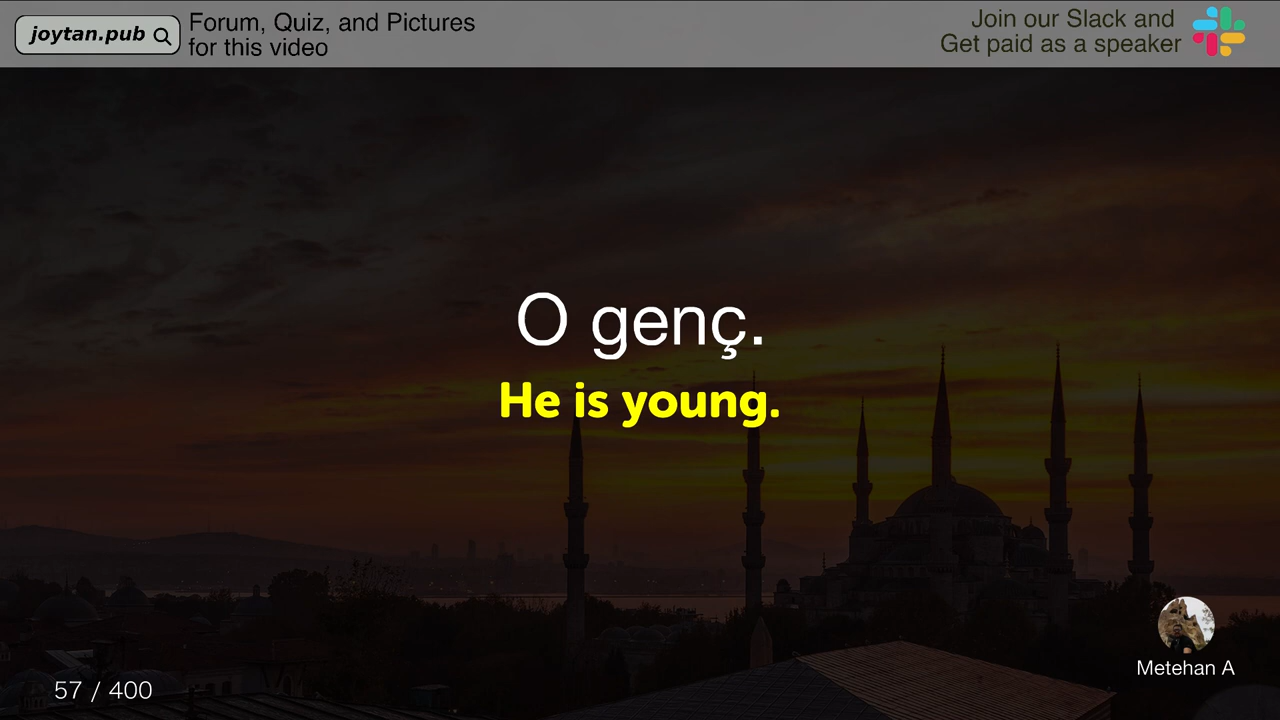 joytan.pub
Forum, Quiz, and Pictures
for this video
Join our Slack and
Get paid as a speaker
O genç.
He is young.
Metehan A
57 / 400